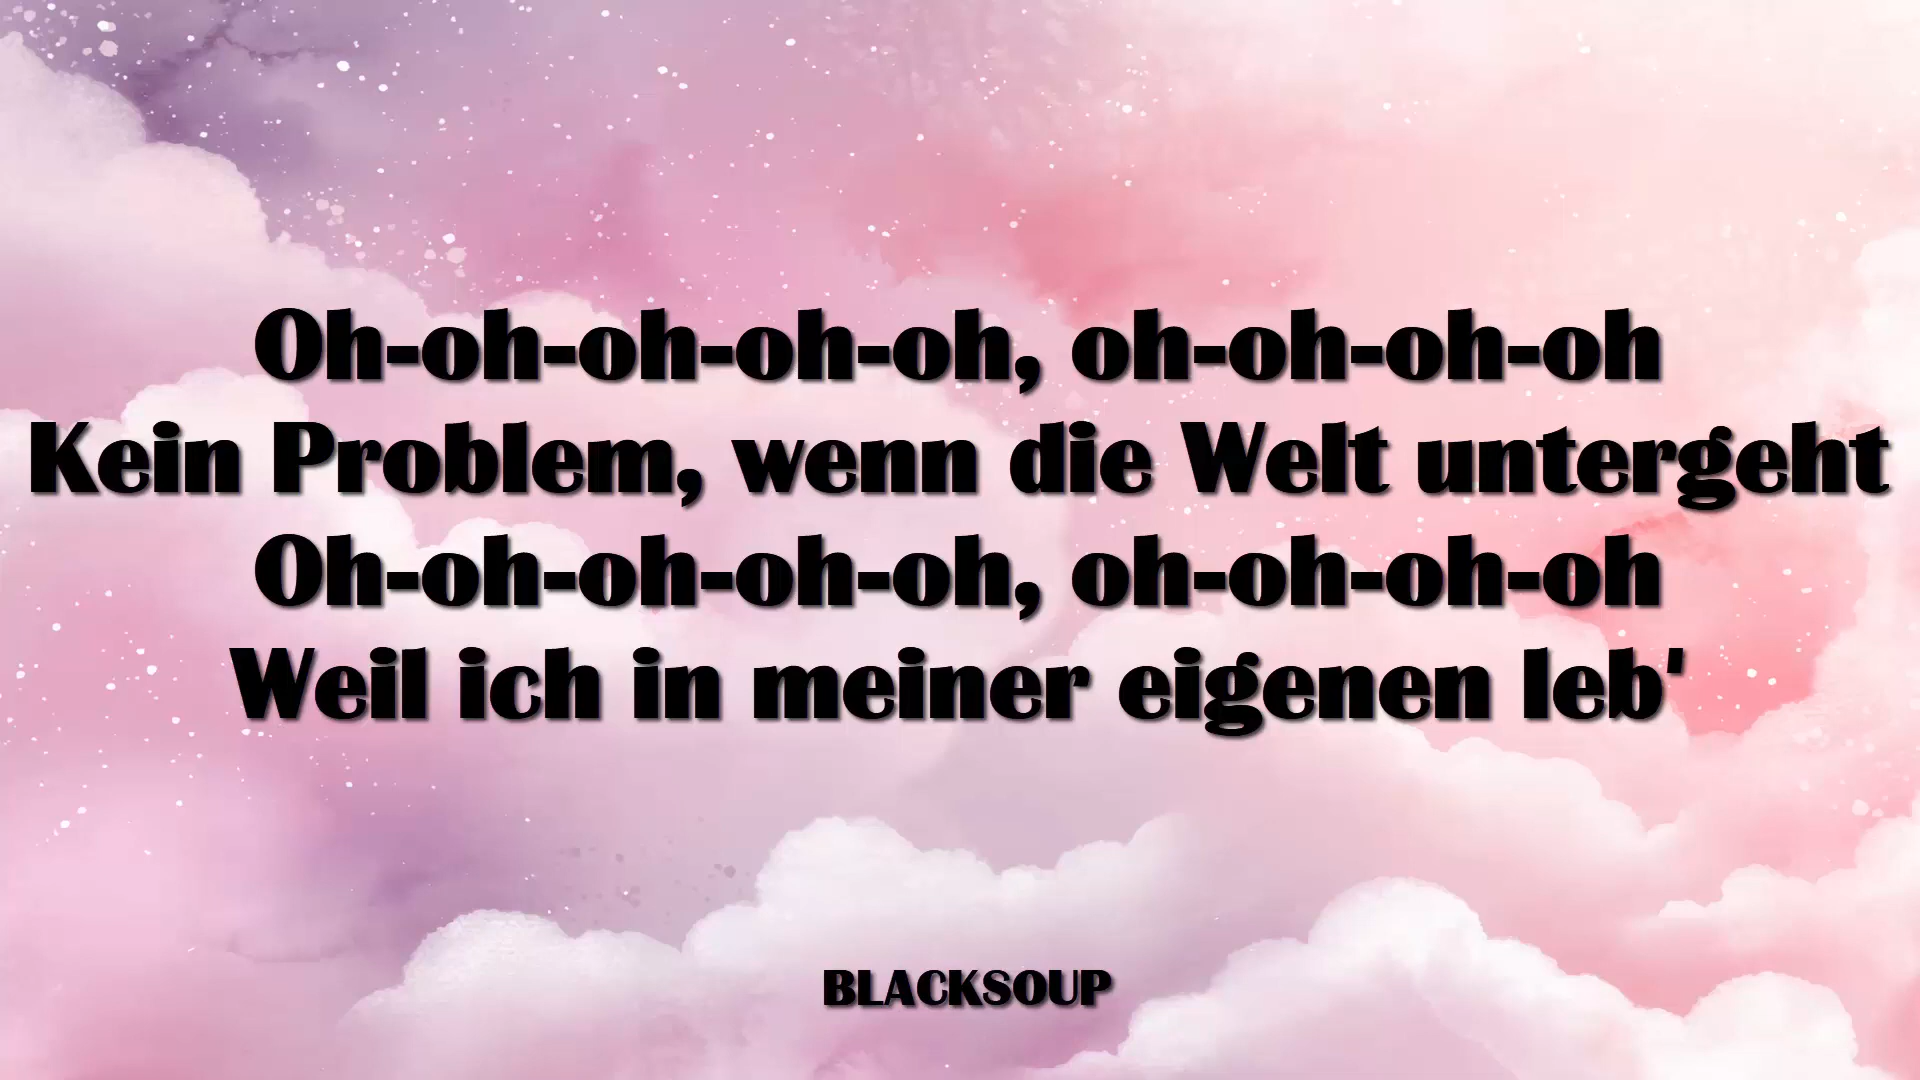 Oh-oh-oh-oh-oh, oh-oh-oh-oh
Kein Problem, wenn die Welt untergeht
Oh-oh-oh-oh-oh, oh-oh-oh-oh
Weil ich in meiner eigenen leb'
BLACKSOUP